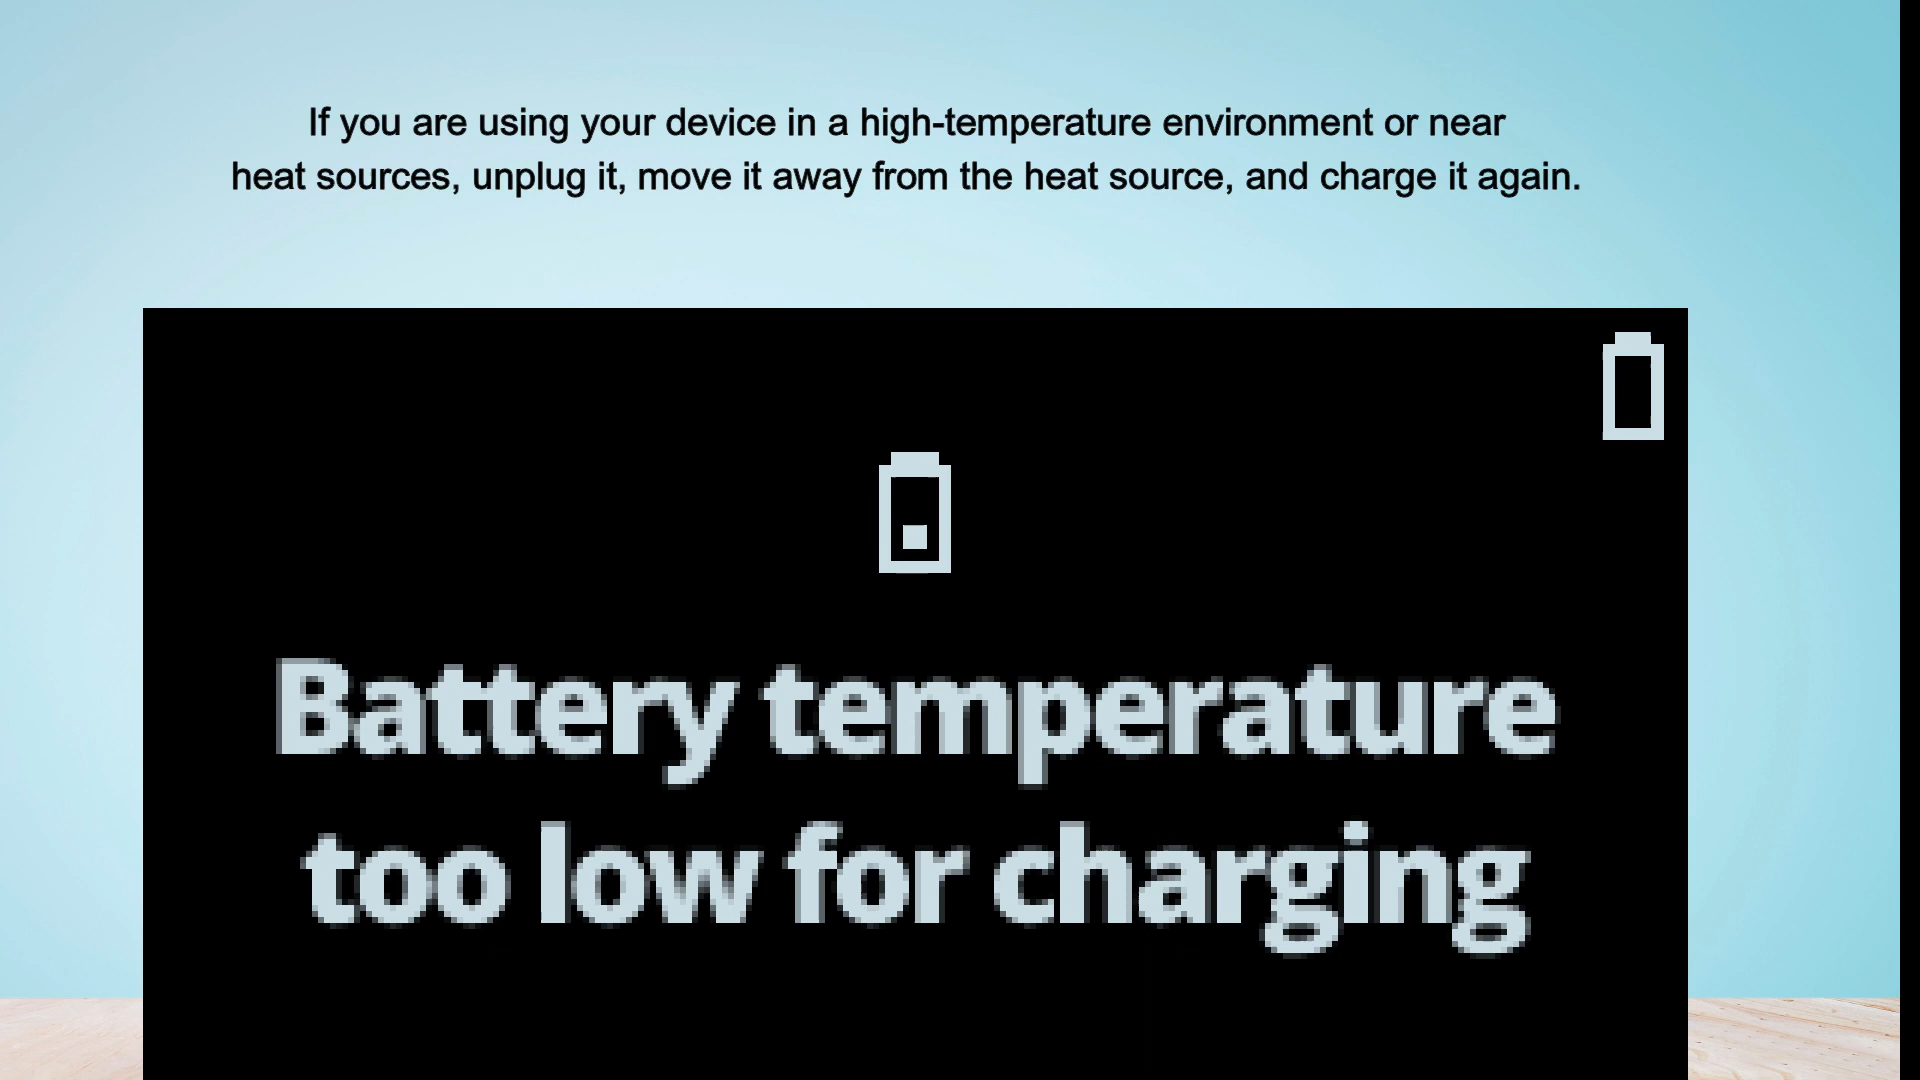 If you are using your device in a high-temperature environment or near
heat sources, unplug it, move it away from the heat source, and charge it again.
Battery temperature
too low for charging